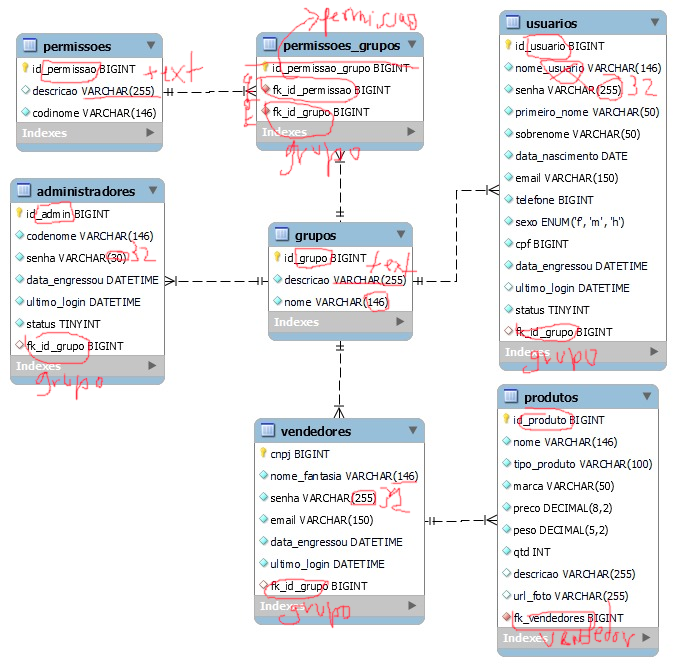 permissoes
id_permissao BIGINT
descricao VARCHAR(255)
text
codinome VARCHAR(146)
Indexes
permissao
permissoes_grupos
id_permissao_grupo BIGINT
fk_id_permissao BIGINT
fk_id_grupo BIGINT
Indexes
grupo
usuarios
id_usuario BIGINT
nome_usuario VARCHAR(146)
senha VARCHAR(255)
32
primeiro_nome VARCHAR(50)
sobrenome VARCHAR(50)
data_nascimento DATE
email VARCHAR(150)
telefone BIGINT
sexo ENUM('f', 'm', 'h')
cpf BIGINT
data_engressou DATETIME
ultimo_login DATETIME
status TINYINT
fk_id_grupo BIGINT
Indexes
grupo
administradores
id_admin BIGINT
codenome VARCHAR(146)
senha VARCHAR(30)
32
data_engressou DATETIME
ultimo_login DATETIME
status TINYINT
fk_id_grupo BIGINT
Indexes
grupo
grupos
id_grupo BIGINT
text
descricao VARCHAR(255)
nome VARCHAR(146)
Indexes
vendedores
cnpj BIGINT
nome_fantasia VARCHAR(146)
senha VARCHAR(255)
32
email VARCHAR(150)
data_engressou DATETIME
ultimo_login DATETIME
fk_id_grupo BIGINT
Indexes
grupo
produtos
id_produto BIGINT
nome VARCHAR(146)
tipo_produto VARCHAR(100)
marca VARCHAR(50)
preco DECIMAL(8,2)
peso DECIMAL(5,2)
qtd INT
descricao VARCHAR(255)
url_foto VARCHAR(255)
fk_vendedores BIGINT
Indexes
vendedor